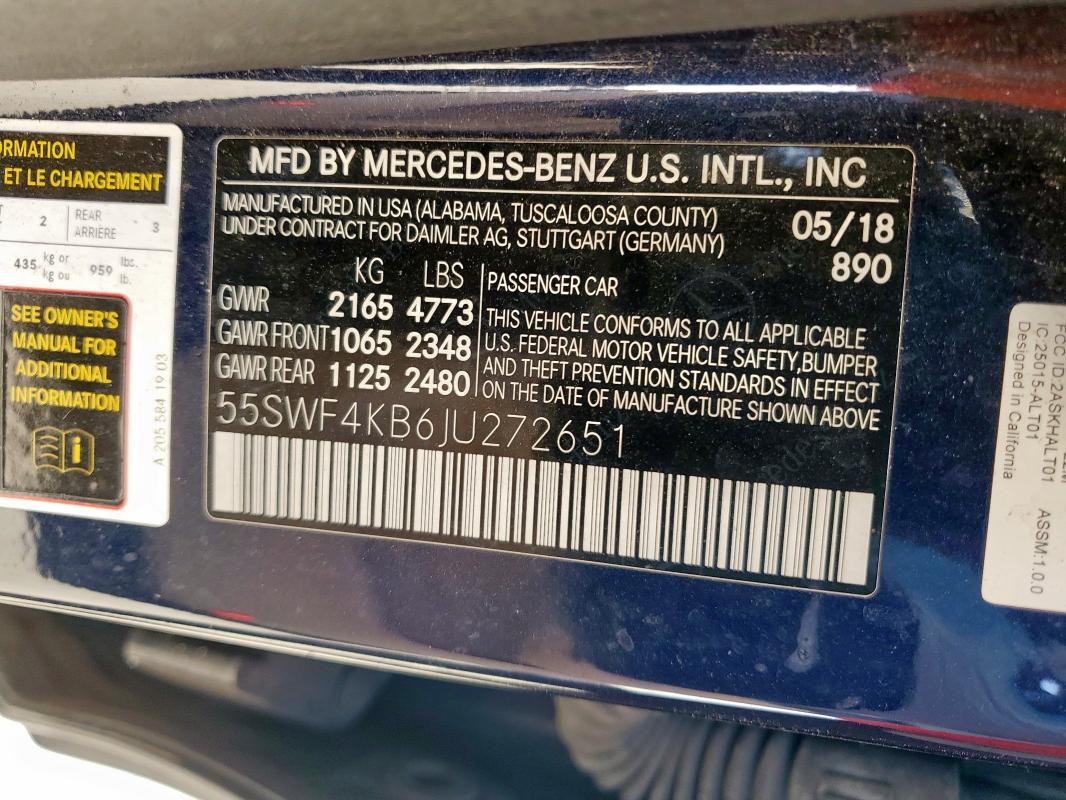 ORMATION
ET LE CHARGEMENT
2 REAR ARRIÈRE 3
435 kg or kg ou 959 lbs. lb.
SEE OWNER'S
MANUAL FOR
ADDITIONAL
INFORMATION
A 205 584 19 03
MFD BY MERCEDES-BENZ U.S. INTL., INC
MANUFACTURED IN USA (ALABAMA, TUSCALOOSA COUNTY)
UNDER CONTRACT FOR DAIMLER AG, STUTTGART (GERMANY)
05/18
890
KG LBS
GVWR 2165 4773
GAWR FRONT 1065 2348
GAWR REAR 1125 2480
PASSENGER CAR
THIS VEHICLE CONFORMS TO ALL APPLICABLE
U.S. FEDERAL MOTOR VEHICLE SAFETY,BUMPER
AND THEFT PREVENTION STANDARDS IN EFFECT
ON THE DATE OF MANUFACTURE SHOWN ABOVE
55SWF4KB6JU272651
FCC ID:2ASKHALT01 ASSM:1.0.0
IC:25015-ALT01
Designed in California